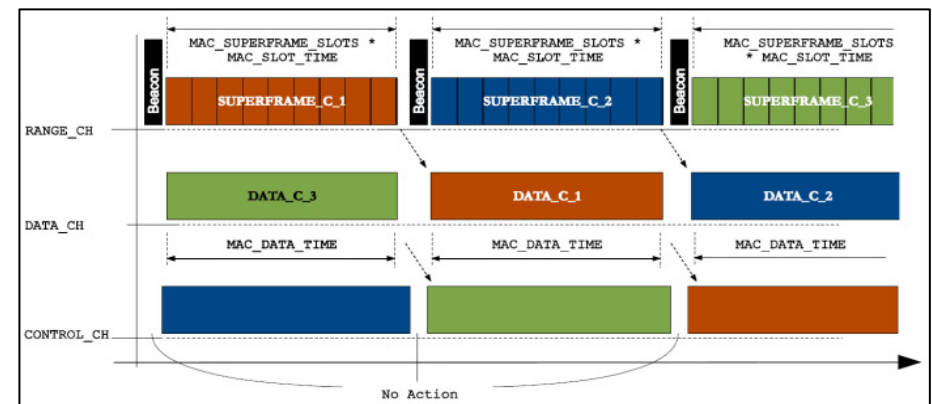 MAC_SUPERFRAME_SLOTS *
MAC_SLOT_TIME
MAC_SUPERFRAME_SLOTS *
MAC_SLOT_TIME
MAC_SUPERFRAME_SLOTS
* MAC_SLOT_TIME
Beacon
SUPERFRAME_C_1
Beacon
SUPERFRAME_C_2
Beacon
SUPERFRAME_C_3
RANGE_CH
DATA_C_3
DATA_C_1
DATA_C_2
DATA_CH
MAC_DATA_TIME
MAC_DATA_TIME
MAC_DATA_TIME
CONTROL_CH
No Action